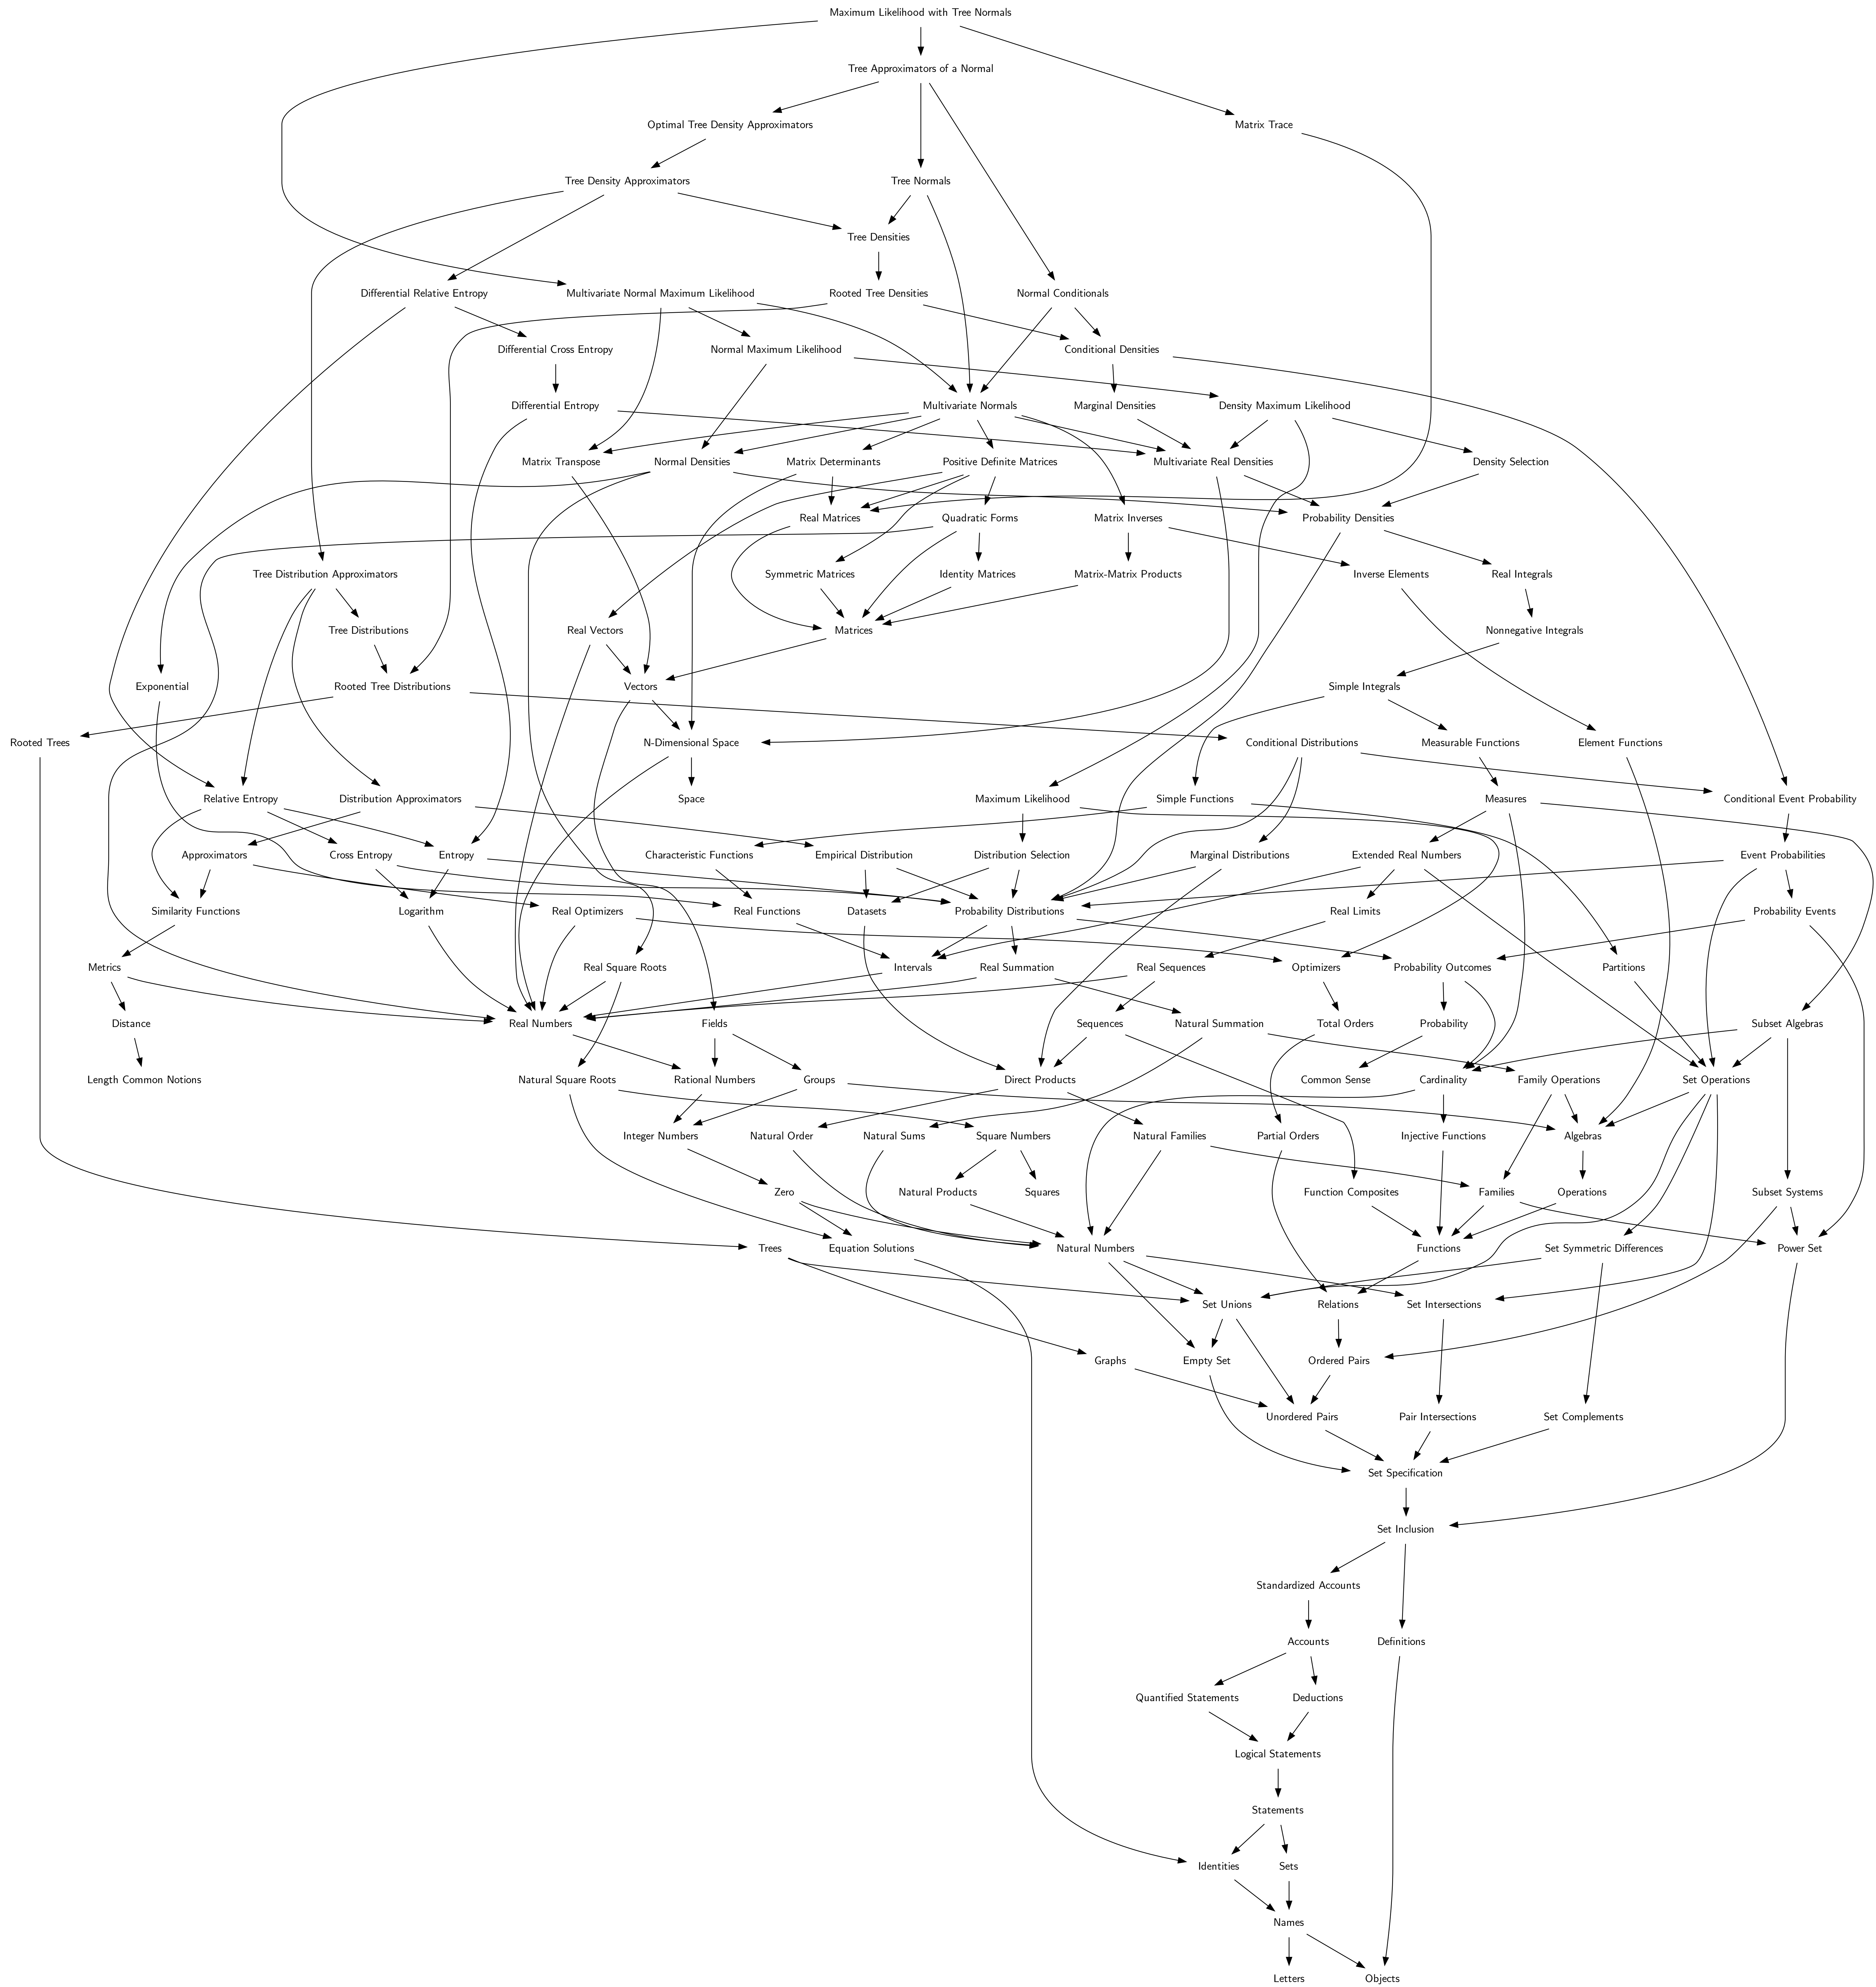 Maximum Likelihood with Tree Normals
Tree Approximators of a Normal
Optimal Tree Density Approximators
Matrix Trace
Tree Density Approximators
Tree Normals
Tree Densities
Differential Relative Entropy
Multivariate Normal Maximum Likelihood
Rooted Tree Densities
Normal Conditionals
Differential Cross Entropy
Normal Maximum Likelihood
Conditional Densities
Differential Entropy
Multivariate Normals
Marginal Densities
Density Maximum Likelihood
Matrix Transpose
Normal Densities
Matrix Determinants
Positive Definite Matrices
Multivariate Real Densities
Density Selection
Real Matrices
Quadratic Forms
Matrix Inverses
Probability Densities
Tree Distribution Approximators
Symmetric Matrices
Identity Matrices
Matrix-Matrix Products
Inverse Elements
Real Integrals
Tree Distributions
Real Vectors
Matrices
Nonnegative Integrals
Exponential
Rooted Tree Distributions
Vectors
Simple Integrals
Rooted Trees
N-Dimensional Space
Conditional Distributions
Measurable Functions
Element Functions
Relative Entropy
Distribution Approximators
Space
Maximum Likelihood
Simple Functions
Measures
Conditional Event Probability
Approximators
Cross Entropy
Entropy
Characteristic Functions
Empirical Distribution
Distribution Selection
Marginal Distributions
Extended Real Numbers
Event Probabilities
Similarity Functions
Logarithm
Real Optimizers
Real Functions
Datasets
Probability Distributions
Real Limits
Probability Events
Metrics
Real Square Roots
Intervals
Real Summation
Real Sequences
Optimizers
Probability Outcomes
Partitions
Distance
Real Numbers
Fields
Sequences
Natural Summation
Total Orders
Probability
Subset Algebras
Length Common Notions
Natural Square Roots
Rational Numbers
Groups
Direct Products
Common Sense
Cardinality
Family Operations
Set Operations
Integer Numbers
Natural Order
Natural Sums
Square Numbers
Natural Families
Partial Orders
Injective Functions
Algebras
Zero
Natural Products
Squares
Function Composites
Families
Operations
Subset Systems
Trees
Equation Solutions
Natural Numbers
Functions
Set Symmetric Differences
Power Set
Set Unions
Relations
Set Intersections
Graphs
Empty Set
Ordered Pairs
Unordered Pairs
Pair Intersections
Set Complements
Set Specification
Set Inclusion
Standardized Accounts
Accounts
Definitions
Quantified Statements
Deductions
Logical Statements
Statements
Identities
Sets
Names
Letters
Objects